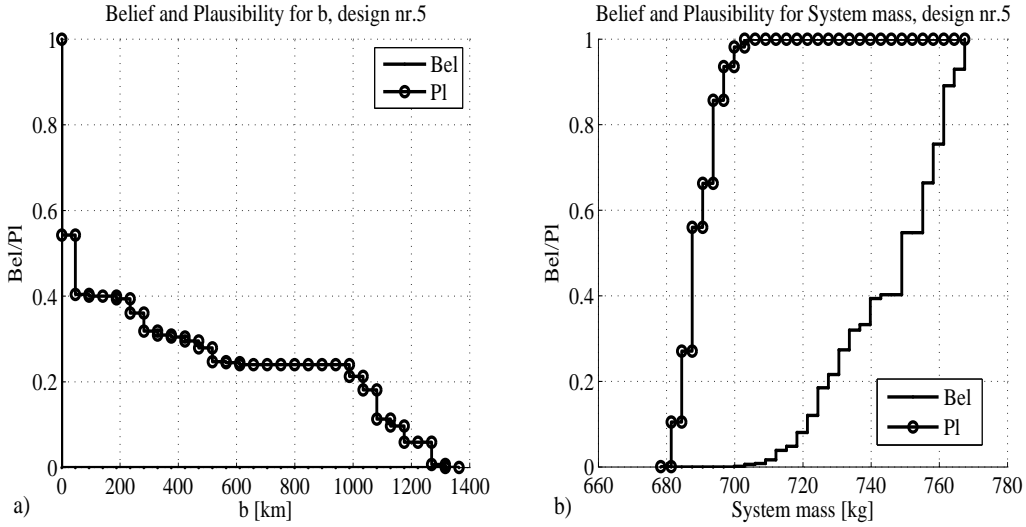 Belief and Plausibility for b, design nr.5
1
0.8
0.6
0.4
0.2
0
Bel/Pl
Bel
Pl
0 200 400 600 800 1000 1200 1400
b [km]
a)
Belief and Plausibility for System mass, design nr.5
1
0.8
0.6
0.4
0.2
0
Bel/Pl
Bel
Pl
660 680 700 720 740 760 780
System mass [kg]
b)